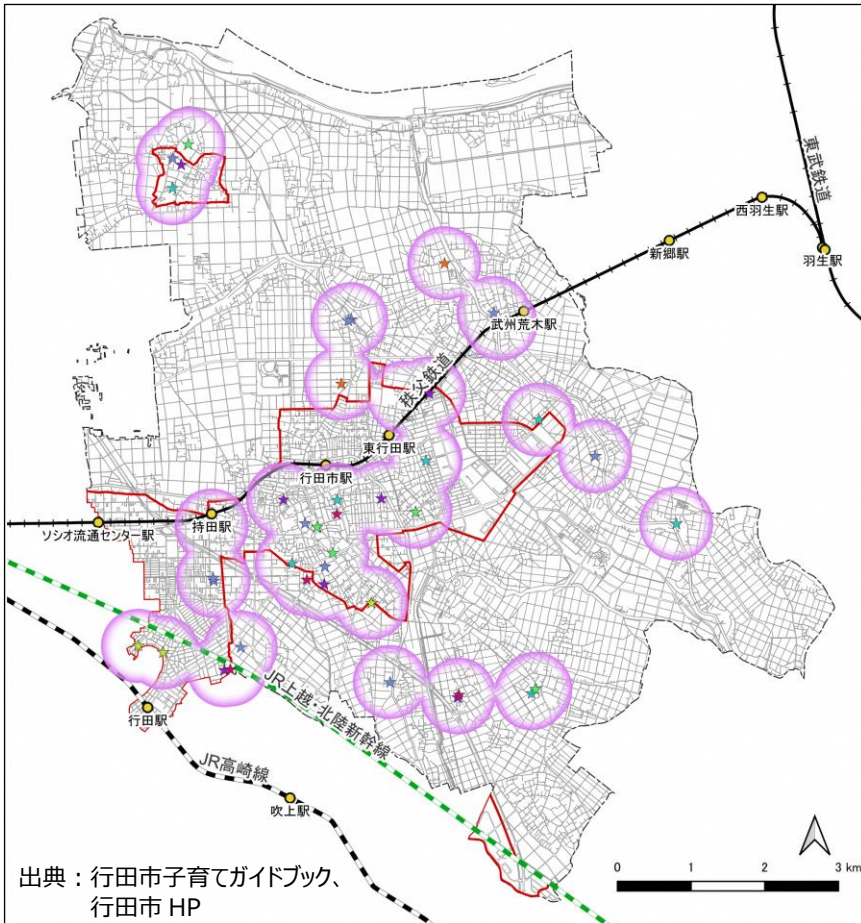 東武鉄道
西羽生駅
新郷駅
羽生駅
武州荒木駅
秩父鉄道
東行田駅
行田市駅
持田駅
ソシオ流通センター駅
JR上越・北陸新幹線
行田駅
JR高崎線
吹上駅
0 1 2 3 km
出典：行田市子育てガイドブック、
行田市 HP